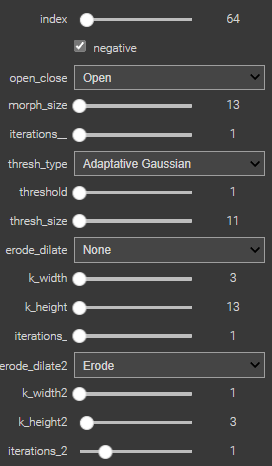 index 64
negative
open_close Open
morph_size 13
iterations__ 1
thresh_type Adaptative Gaussian
threshold 1
thresh_size 11
erode_dilate None
k_width 3
k_height 13
iterations_ 1
erode_dilate2 Erode
k_width2 1
k_height2 3
iterations_2 1